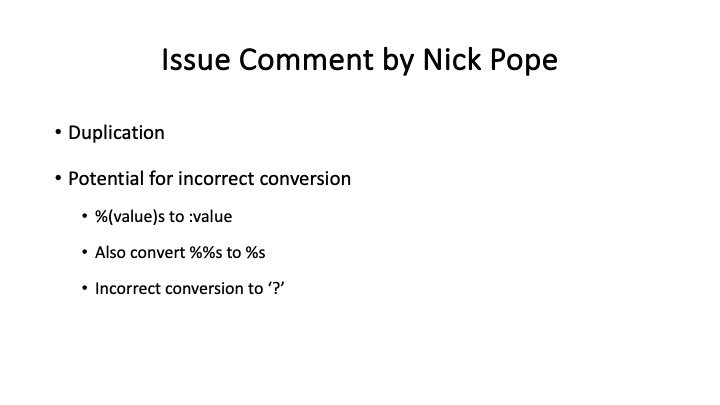 Issue Comment by Nick Pope
• Duplication
• Potential for incorrect conversion
• %(value)s to :value
• Also convert %%s to %s
• Incorrect conversion to ‘?’